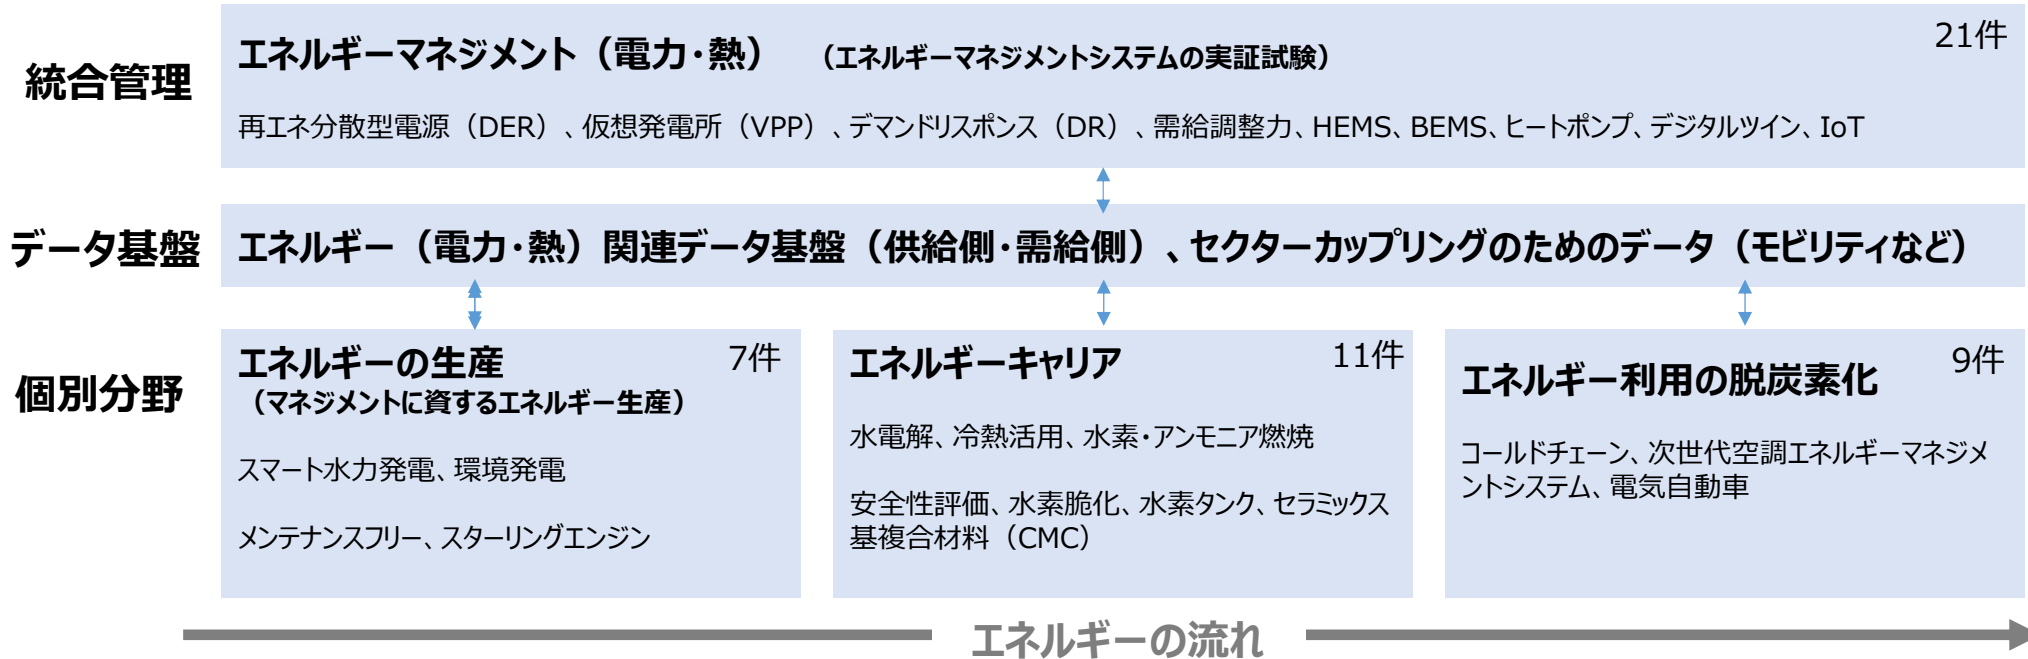 統合管理
エネルギーマネジメント（電力・熱） （エネルギーマネジメントシステムの実証試験） 21件
再エネ分散型電源（DER）、仮想発電所（VPP）、デマンドリスポンス（DR）、需給調整力、HEMS、BEMS、ヒートポンプ、デジタルツイン、IoT
データ基盤
エネルギー（電力・熱）関連データ基盤（供給側・需給側）、セクターカップリングのためのデータ（モビリティなど）
個別分野
エネルギーの生産 7件
（マネジメントに資するエネルギー生産）
スマート水力発電、環境発電
メンテナンスフリー、スターリングエンジン
エネルギーキャリア 11件
水電解、冷熱活用、水素・アンモニア燃焼
安全性評価、水素脆化、水素タンク、セラミックス
基複合材料（CMC）
エネルギー利用の脱炭素化 9件
コールドチェーン、次世代空調エネルギーマネジメ
ントシステム、電気自動車
エネルギーの流れ